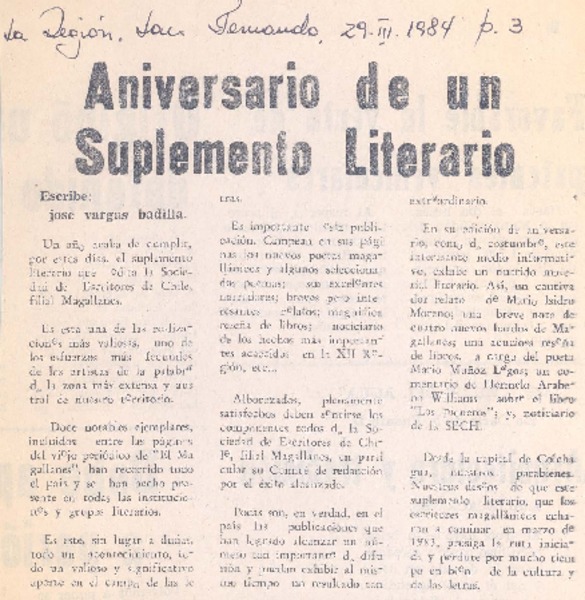 La Región, San Fernando, 29-III-1984 p. 3
Aniversario de un
Suplemento Literario
Escribe:
jose vargas badilla.
Un año acaba de cumplir,
por estos días, el suplemento
literario que edita la Socie-
dad de Escritores de Chile,
filial Magallanes.
Es esta una de las realiza-
ciones más valiosas, uno de
los esfuerzos más fecundos
de los artistas de la palabra
de la zona más extensa y aus-
tral de nuestro territorio.
Doce notables ejemplares,
incluidos entre las páginas
del viejo periódico de "El Ma
gallanes", han recorrido todo
el país y se han hecho pre-
sente en todas las institucio-
nes y grupos literarios.
Es este, sin lugar a dudas,
todo un acontecimiento, to-
do un valioso y significativo
aporte en el campo de las le
tras.
Es importante esta publi-
cación. Campean en sus pági
nas los nuevos poetas maga-
llánicos y algunos selecciona-
dos poemas; sus excelentes
narradores; breves pero inte-
resantes relatos; magnífica
reseña de libros; noticiario
de los hechos más importan-
tes acaecidos en la XII Re-
gión, etc...
Alborozados, plenamente
satisfechos deben sentirse los
componentes todos de la So-
ciedad de Escritores de Chi-
le, filial Magallanes, en parti
cular su Comité de redacción
por el éxito alcanzado.
Pocas son, en verdad, en el
país las publicaciones que
han logrado alcanzar un nú-
mero tan importante de difu
sión y puedan exhibir al mis-
mo tiempo un resultado tan
extraordinario.
En su edición de aniversa-
rio, como de costumbre, este
interesante medio informati-
vo, exhibe un nutrido mate-
rial literario. Así, un cautiva
dor relato de Mario Isidro
Moreno; una breve nota de
cuatro nuevos bardos de Ma-
gallanes; una acuciosa reseña
de libros, a cargo del poeta
Mario Muñoz Lagos; un co-
mentario de
Williams sobre el libro
"Los Pioneros"; y, noticiario
de la SECH.
Desde la capital de Colcha
gua, nuestros parabienes.
Nuestros deseos de que este
suplemento literario, que los
escritores magallánicos echa-
ran a caminar, en marzo de
1983, prosiga la ruta inicia-
da y perdure por mucho tiem
po en bien de la cultura y
de las letras.